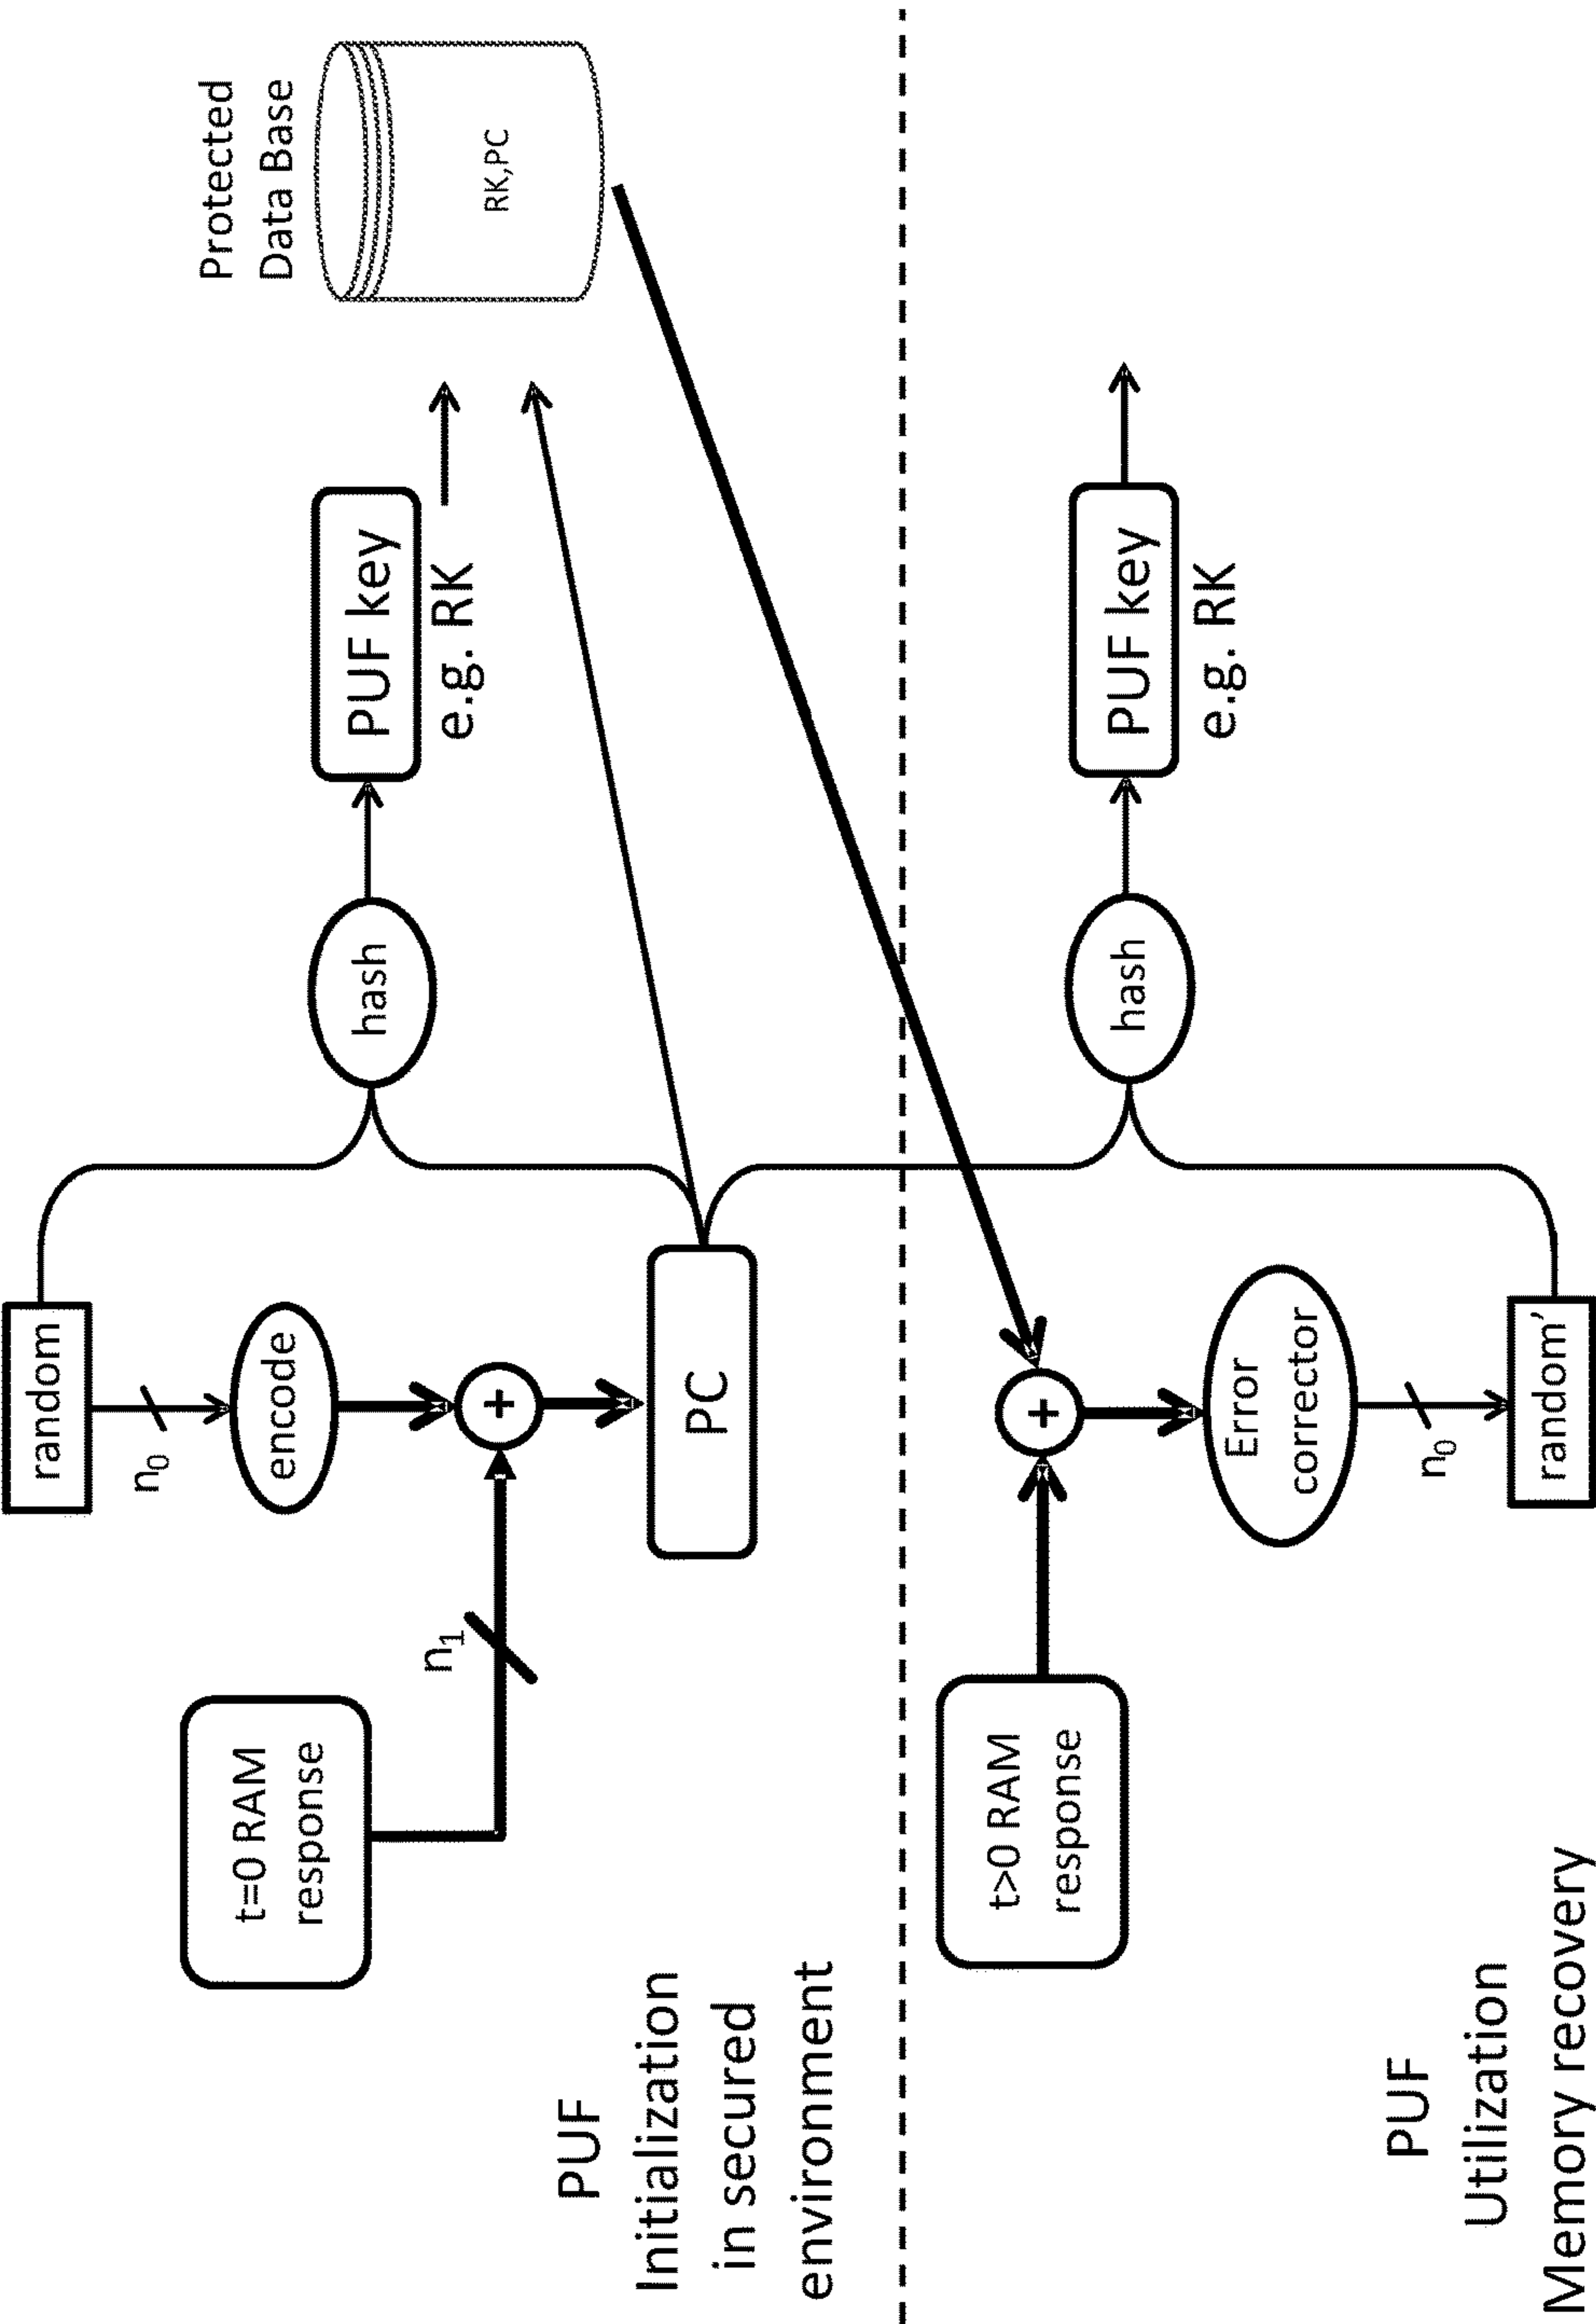 PUF
Initialization
in secured
environment
t=0 RAM
response
n1
random
n0
encode
+
PC
hash
PUF key
e.g. RK
Protected
Data Base
RK,PC
PUF
Utilization
Memory recovery
t>0 RAM
response
+
Error
corrector
n0
random’
hash
PUF key
e.g. RK